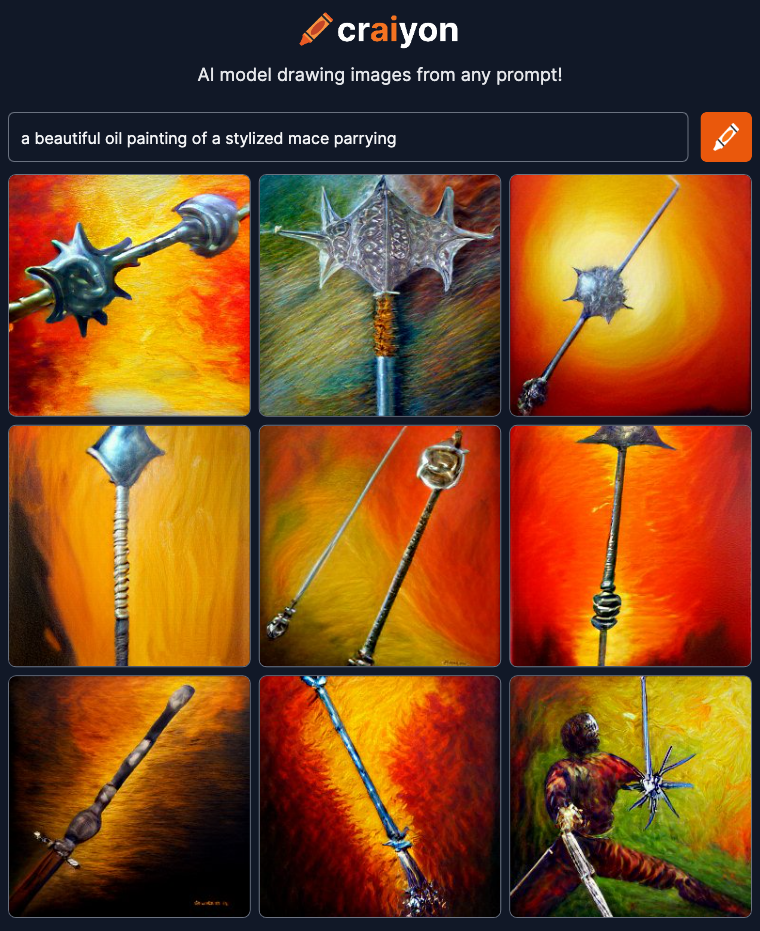 craiyon
AI model drawing images from any prompt!
a beautiful oil painting of a stylized mace parrying